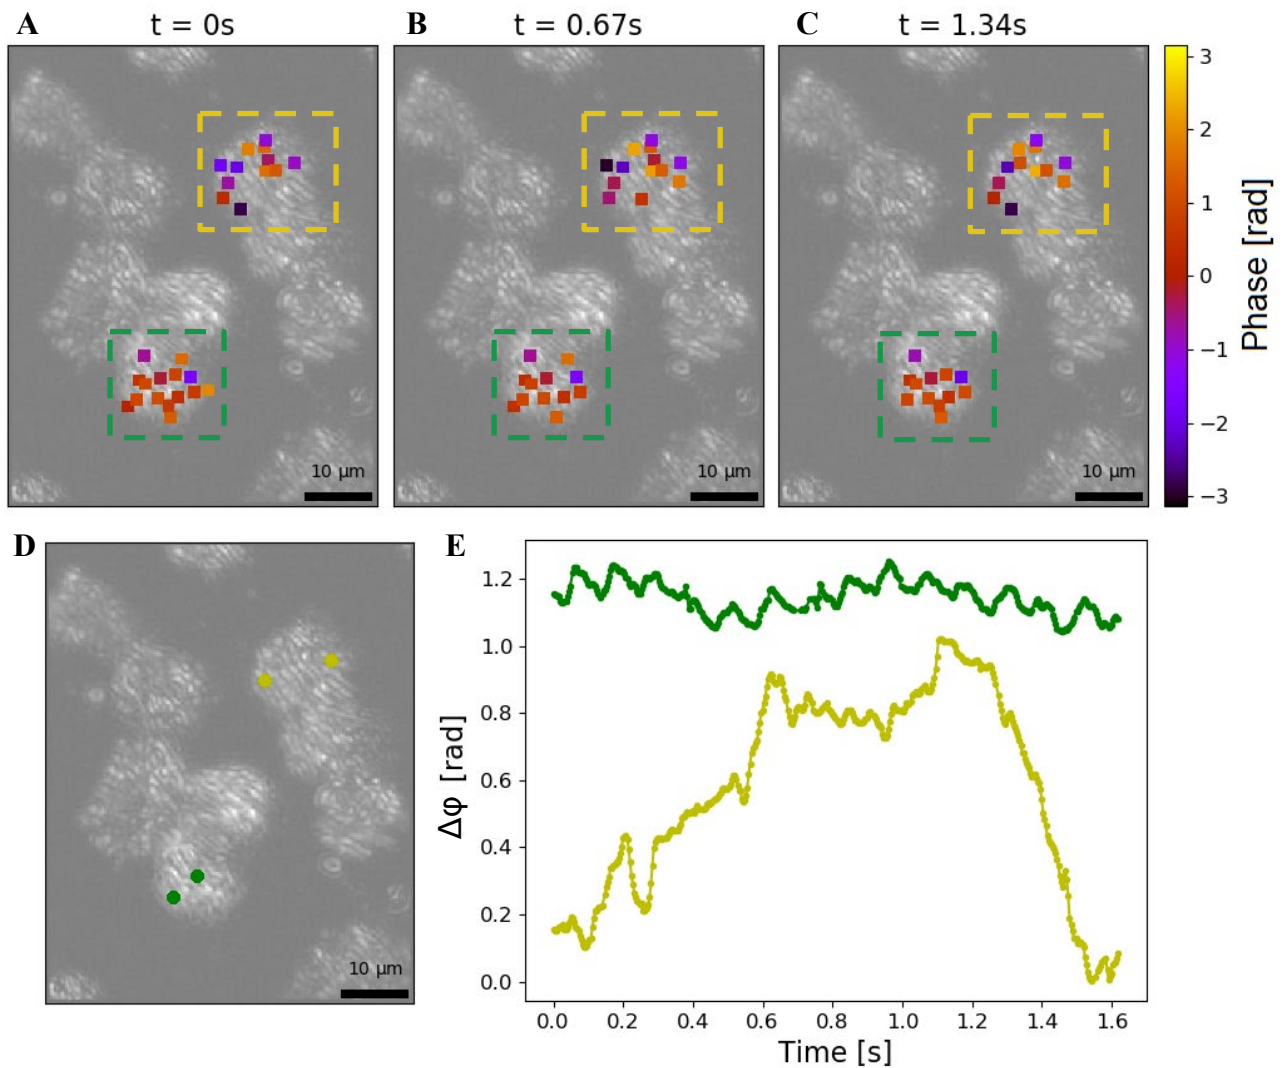 A t = 0s
B t = 0.67s
C t = 1.34s
3
2
1
0
−1
−2
−3
Phase [rad]
10 µm
10 µm
10 µm
D
10 µm
E
1.2
1.0
0.8
0.6
0.4
0.2
0.0
Δφ [rad]
0.0 0.2 0.4 0.6 0.8 1.0 1.2 1.4 1.6
Time [s]